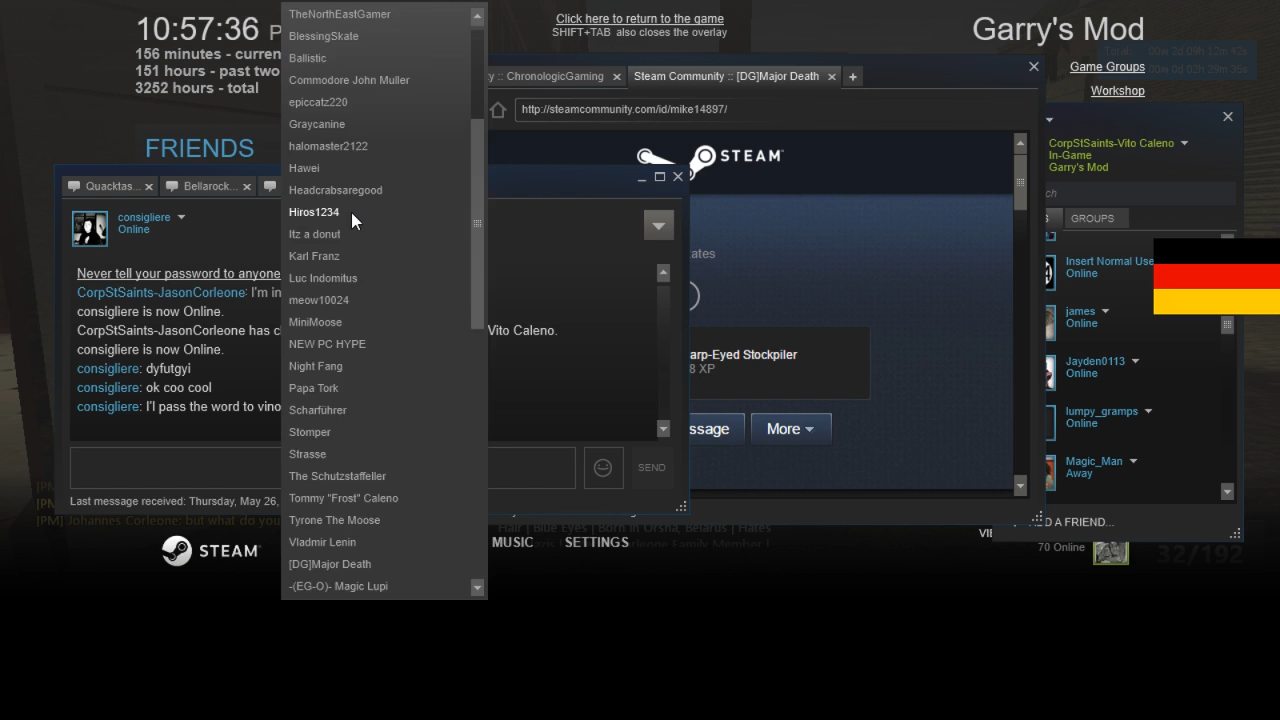 10:57:36 P
156 minutes - curren
151 hours - past two
3252 hours - total
Click here to return to the game
SHIFT+TAB also closes the overlay
Garry's Mod
Game Groups
Workshop
FRIENDS
TheNorthEastGamer
BlessingSkate
Ballistic
Commodore John Muller
epiccatz220
Graycanine
halomaster2122
Hawei
Headcrabsaregood
Hiros1234
Itz a donut
Karl Franz
Luc Indomitus
meow10024
MiniMoose
NEW PC HYPE
Night Fang
Papa Tork
Scharführer
Stomper
Strasse
The Schutzstaffeller
Tommy "Frost" Caleno
Tyrone The Moose
Vladmir Lenin
[DG]Major Death
-(EG-O)- Magic Lupi
y :: ChronologicGaming
Steam Community :: [DG]Major Death
http://steamcommunity.com/id/mike14897/
STEAM
ates
arp-Eyed Stockpiler
8 XP
ssage
More
Quacktas...
Bellarock...
consigliere
Online
Never tell your password to anyone
CorpStSaints-JasonCorleone: I'm in
consigliere is now Online.
CorpStSaints-JasonCorleone has c
Vito Caleno.
consigliere is now Online.
consigliere: dyfutgyi
consigliere: ok coo cool
consigliere: I'l pass the word to vino
SEND
Last message received: Thursday, May 26,
[PM] Johannes Corleone: but what do you
CorpStSaints-Vito Caleno
In-Game
Garry's Mod
ch
S
GROUPS
Insert Normal Use
Online
james
Online
Jayden0113
Online
lumpy_gramps
Online
Magic_Man
Away
D A FRIEND...
70 Online
32/192
STEAM
MUSIC
SETTINGS
VIE